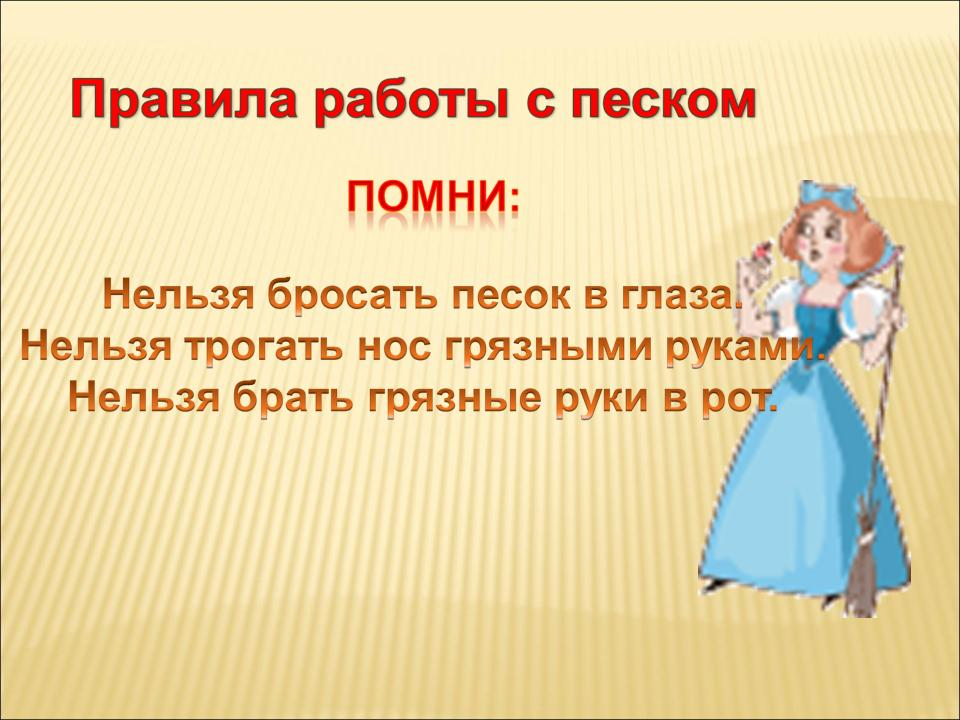 Правила работы с песком
ПОМНИ:
Нельзя бросать песок в глаза.
Нельзя трогать нос грязными руками.
Нельзя брать грязные руки в рот.